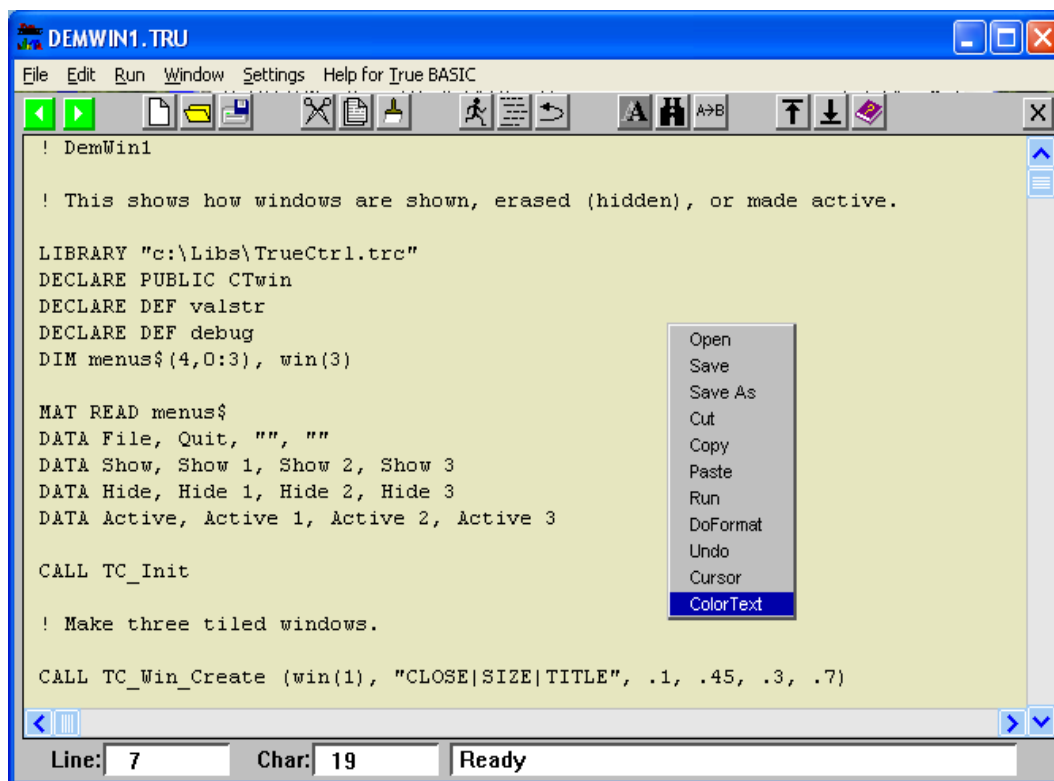 DEMWIN1.TRU
File Edit Run Window Settings Help for True BASIC
A A→B ? X
! DemWin1
! This shows how windows are shown, erased (hidden), or made active.
LIBRARY "c:\Libs\TrueCtrl.trc"
DECLARE PUBLIC CTwin
DECLARE DEF valstr
DECLARE DEF debug
DIM menus$(4,0:3), win(3)
MAT READ menus$
DATA File, Quit, "", ""
DATA Show, Show 1, Show 2, Show 3
DATA Hide, Hide 1, Hide 2, Hide 3
DATA Active, Active 1, Active 2, Active 3
CALL TC_Init
! Make three tiled windows.
CALL TC_Win_Create (win(1), "CLOSE|SIZE|TITLE", .1, .45, .3, .7)
Open
Save
Save As
Cut
Copy
Paste
Run
DoFormat
Undo
Cursor
ColorText
Line: 7 Char: 19 Ready